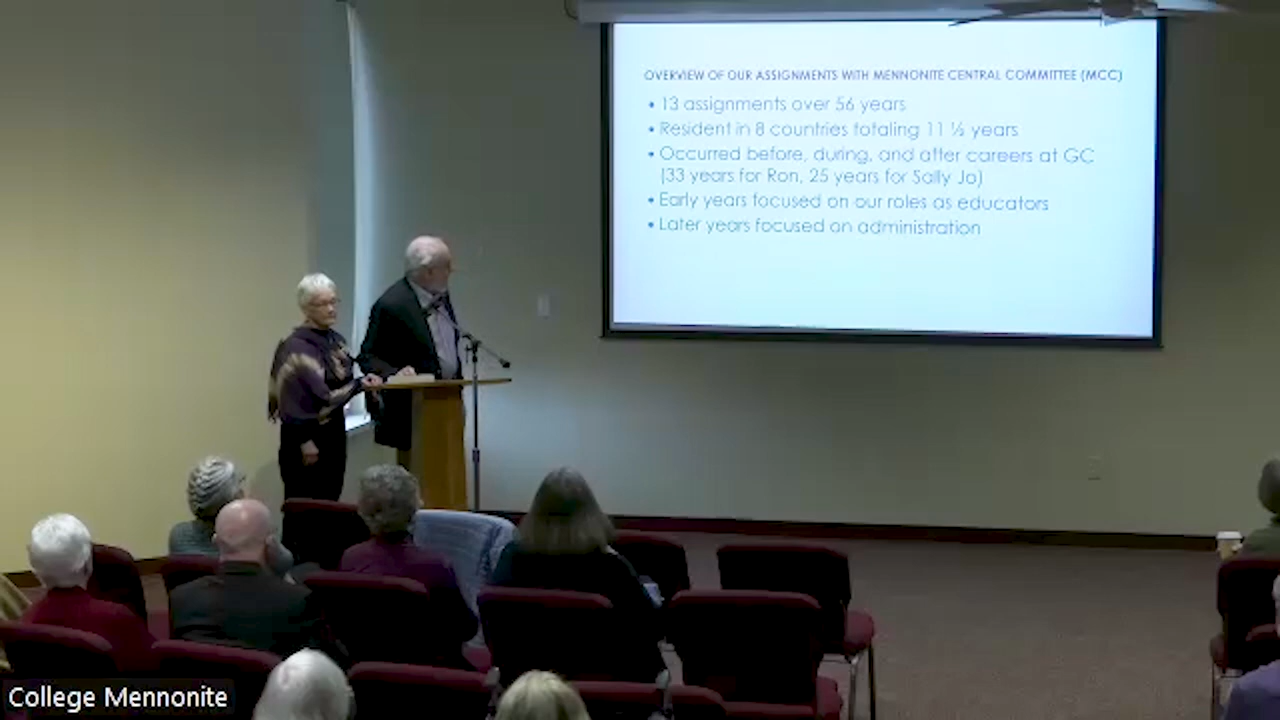 OVERVIEW OF OUR ASSIGNMENTS WITH MENNONITE CENTRAL COMMITTEE (MCC)
• 13 assignments over 56 years
• Resident in 8 countries totaling 11 ½ years
• Occurred before, during, and after careers at GC
(33 years for Ron, 25 years for Sally Jo)
• Early years focused on our roles as educators
• Later years focused on administration
College Mennonite